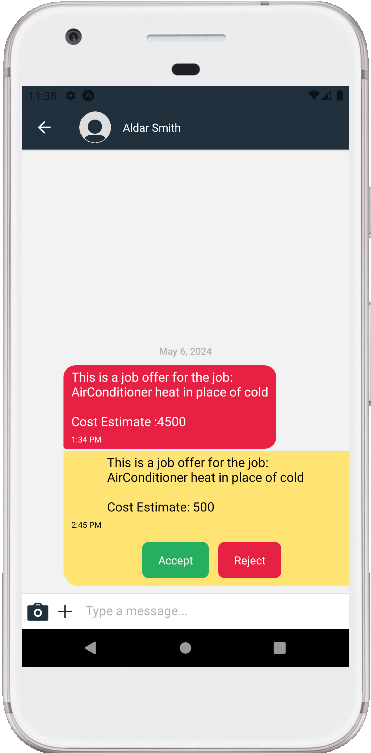 11:38
Aldar Smith
May 6, 2024
This is a job offer for the job:
AirConditioner heat in place of cold
Cost Estimate :4500
1:34 PM
This is a job offer for the job:
AirConditioner heat in place of cold
Cost Estimate: 500
2:45 PM
Accept Reject
Type a message...